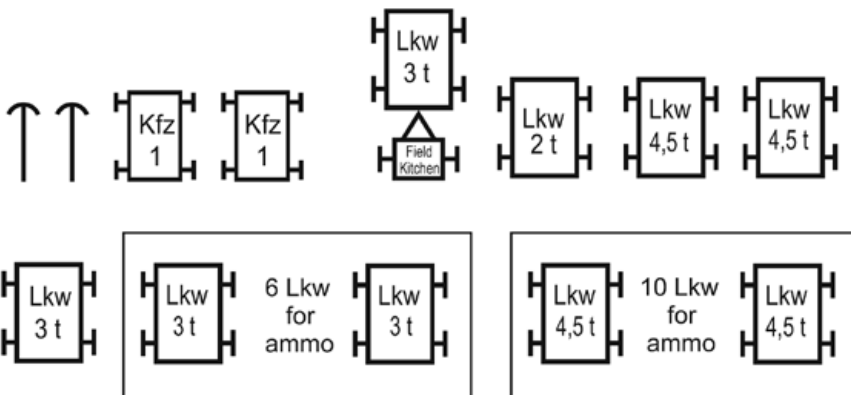 Kfz
1
Kfz
1
Lkw
3 t
Field
Kitchen
Lkw
2 t
Lkw
4,5 t
Lkw
4,5 t
Lkw
3 t
Lkw
3 t
6 Lkw
for
ammo
Lkw
3 t
Lkw
4,5 t
10 Lkw
for
ammo
Lkw
4,5 t